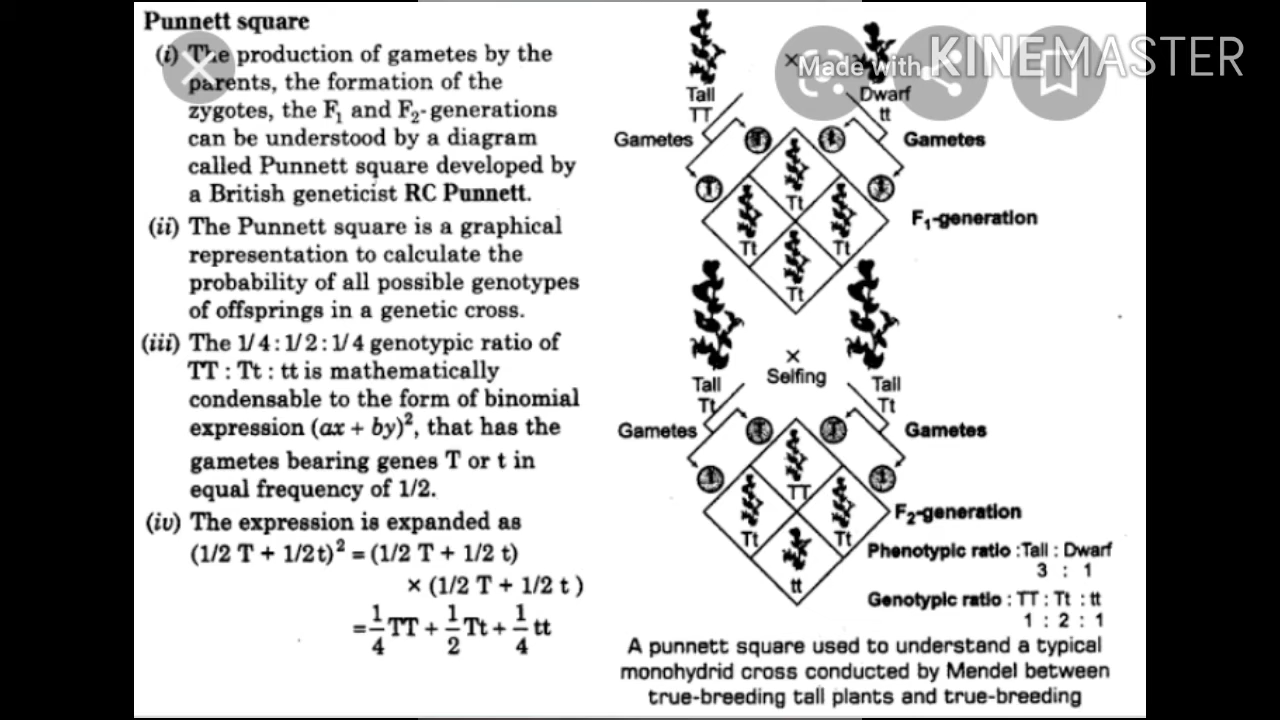 Punnett square
(i) The production of gametes by the
parents, the formation of the
zygotes, the F₁ and F₂-generations
can be understood by a diagram
called Punnett square developed by
a British geneticist RC Punnett.
(ii) The Punnett square is a graphical
representation to calculate the
probability of all possible genotypes
of offsprings in a genetic cross.
(iii) The 1/4 : 1/2 : 1/4 genotypic ratio of
TT : Tt : tt is mathematically
condensable to the form of binomial
expression (ax + by)², that has the
gametes bearing genes T or t in
equal frequency of 1/2.
(iv) The expression is expanded as
(1/2 T + 1/2 t)² = (1/2 T + 1/2 t)
× (1/2 T + 1/2 t)
= 1/4 TT + 1/2 Tt + 1/4 tt
Made with KINEMASTER
×
Tall Dwarf
TT tt
Gametes Gametes
T t
Tt
Tt Tt
Tt
F₁-generation
×
Selfing
Tall Tall
Tt Tt
Gametes Gametes
TT
Tt Tt
tt
F₂-generation
Phenotypic ratio : Tall : Dwarf
3 : 1
Genotypic ratio : TT : Tt : tt
1 : 2 : 1
A punnett square used to understand a typical
monohydrid cross conducted by Mendel between
true-breeding tall plants and true-breeding